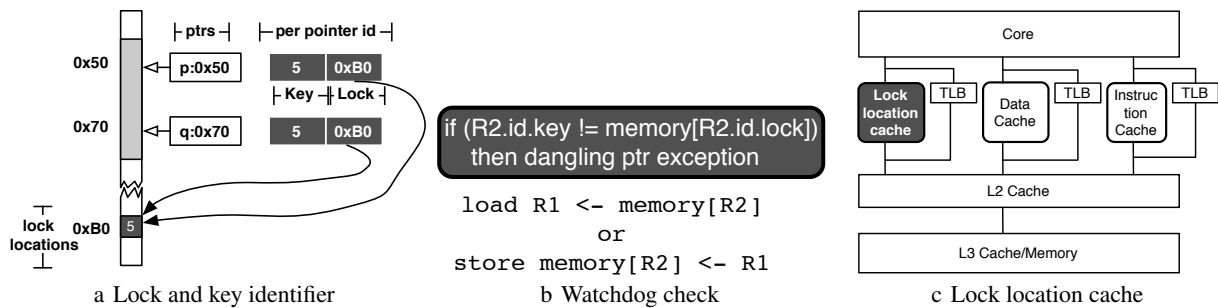 ptrs
per pointer id
0x50
p:0x50
5
0xB0
Key
Lock
0x70
q:0x70
5
0xB0
lock
locations
0xB0
5
a Lock and key identifier
if (R2.id.key != memory[R2.id.lock])
then dangling ptr exception
load R1 <- memory[R2]
or
store memory[R2] <- R1
b Watchdog check
Core
Lock
location
cache
TLB
Data
Cache
TLB
Instruc
tion
Cache
TLB
L2 Cache
L3 Cache/Memory
c Lock location cache